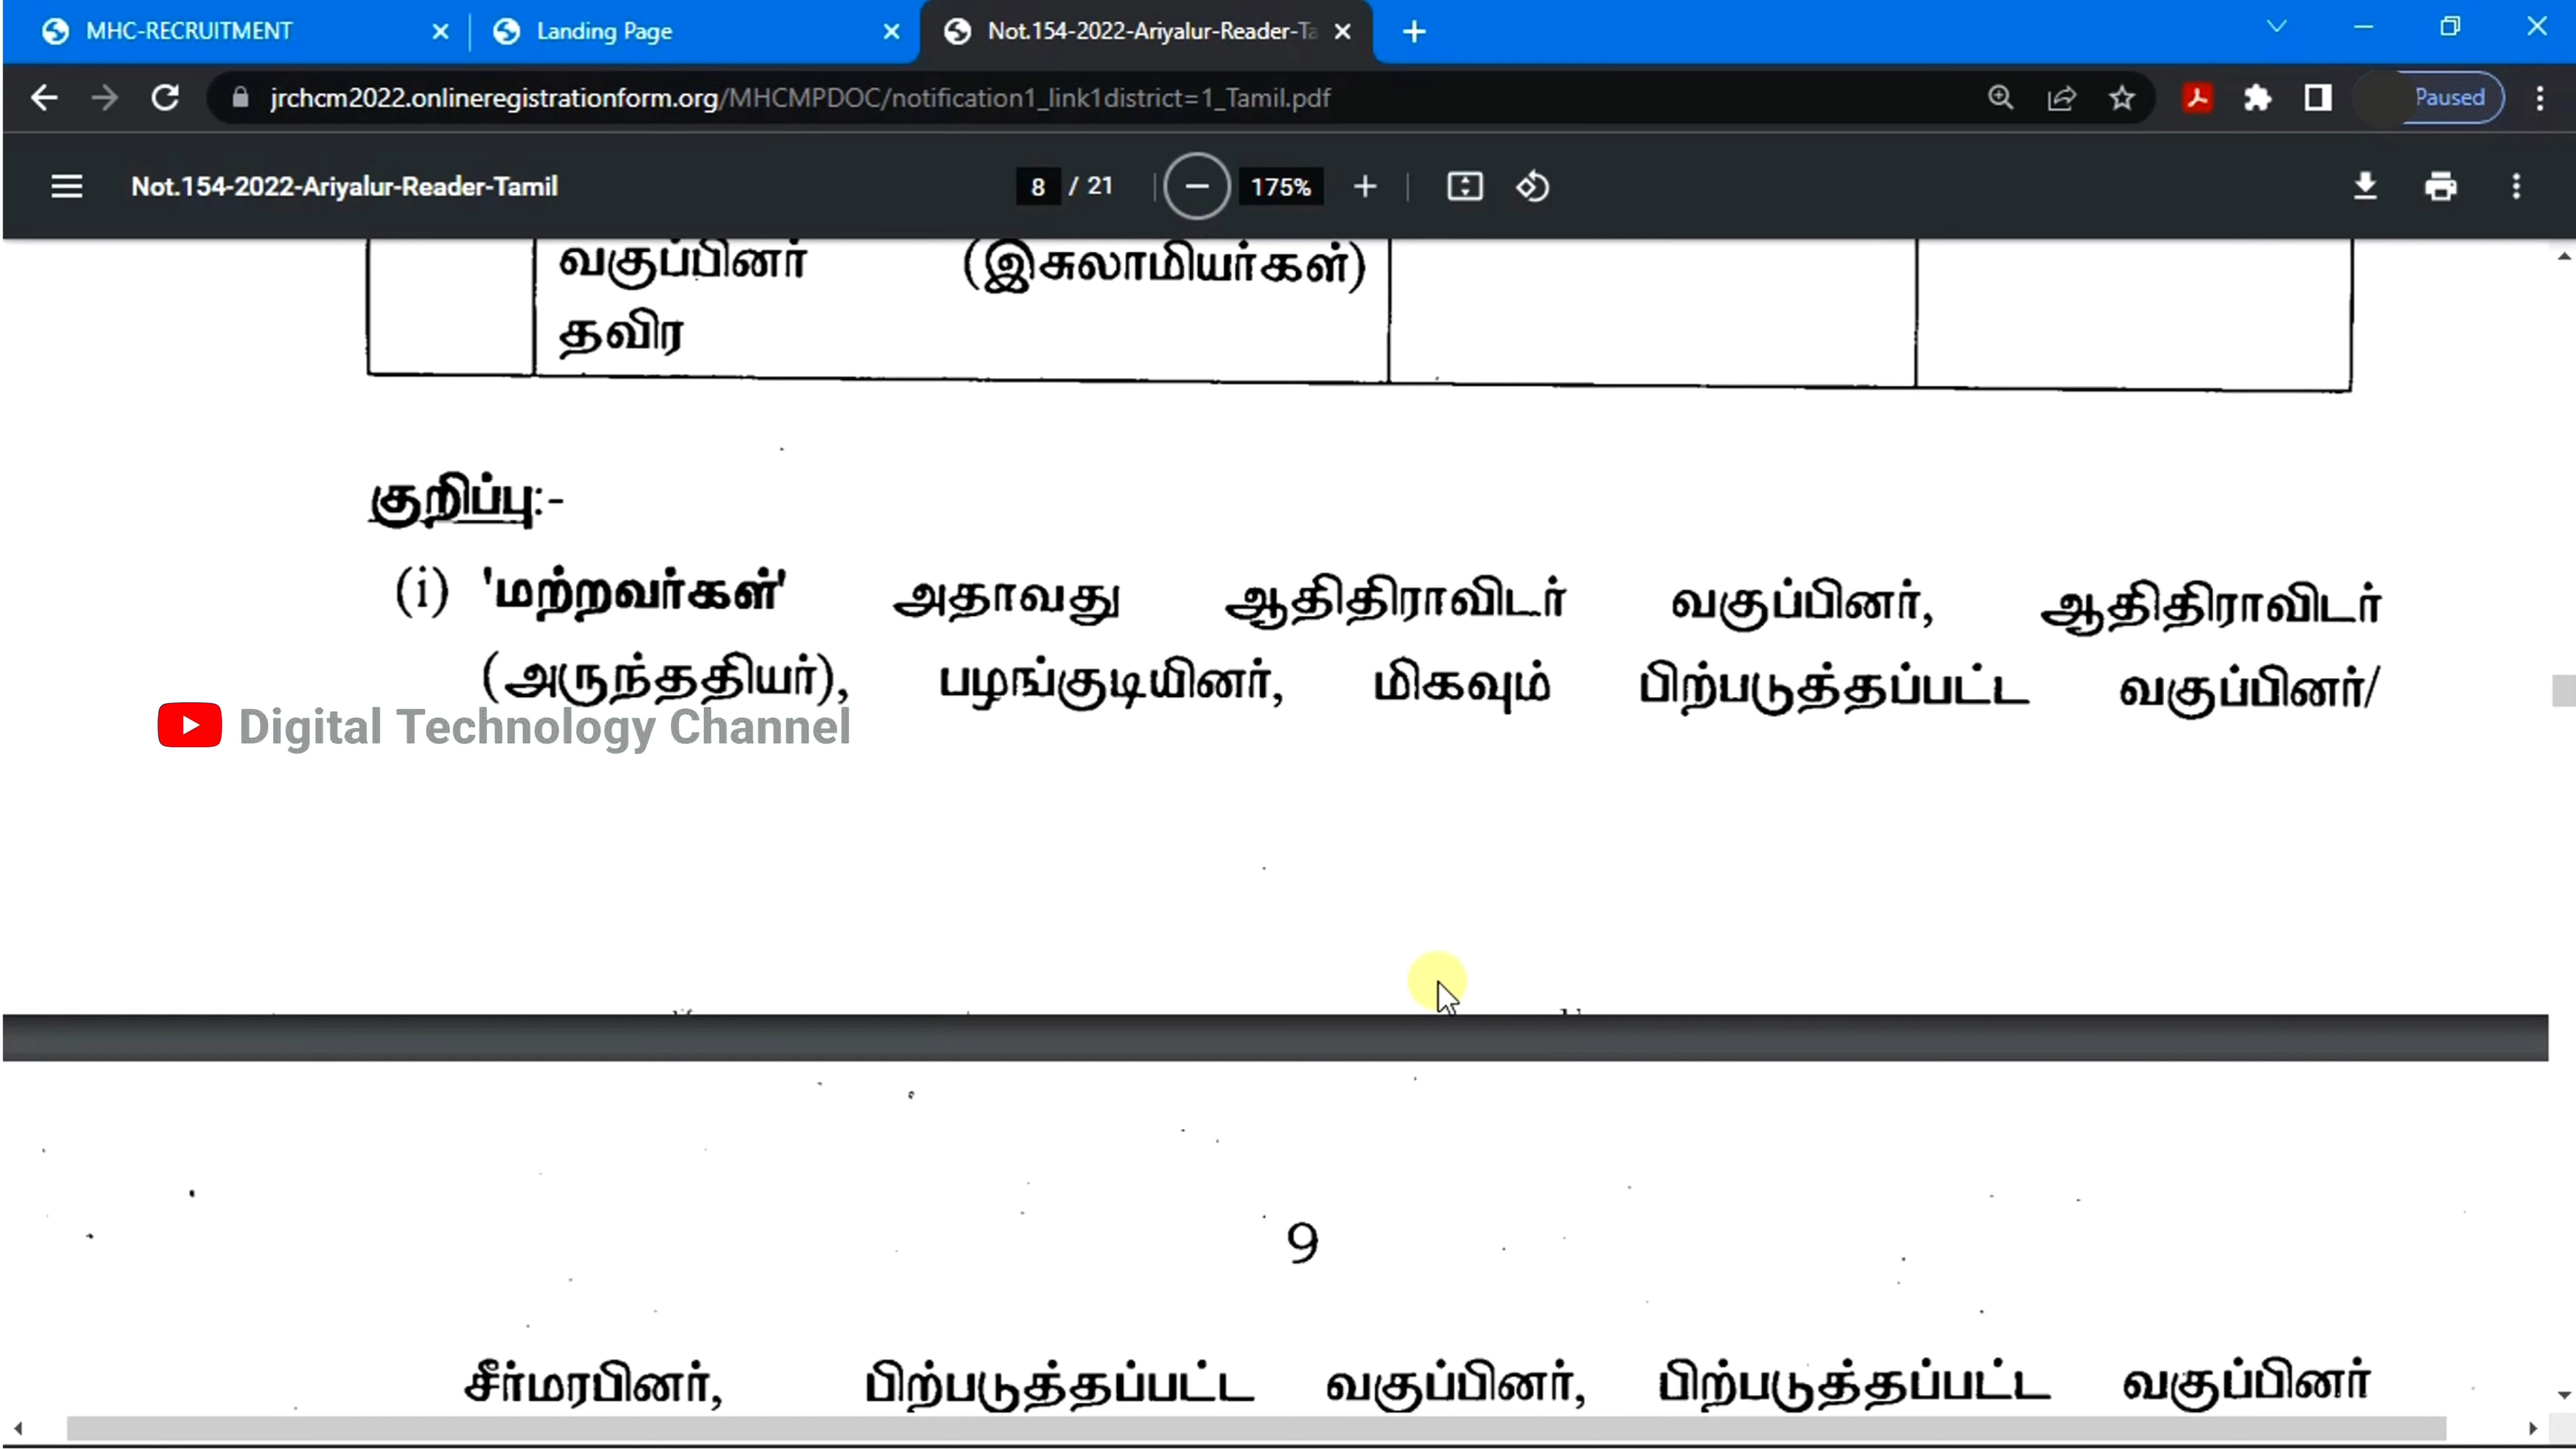 MHC-RECRUITMENT
Landing Page
Not.154-2022-Ariyalur-Reader-Ta
jrchcm2022.onlineregistrationform.org/MHCMPDOC/notification1_link1district=1_Tamil.pdf
Paused
Not.154-2022-Ariyalur-Reader-Tamil
8 / 21
175%
வகுப்பினர் (இசுலாமியர்கள்)
தவிர
குறிப்பு:-
(i) 'மற்றவர்கள்' அதாவது ஆதிதிராவிடர் வகுப்பினர், ஆதிதிராவிடர்
(அருந்ததியர்), பழங்குடியினர், மிகவும் பிற்படுத்தப்பட்ட வகுப்பினர்/
Digital Technology Channel
9
சீர்மரபினர், பிற்படுத்தப்பட்ட வகுப்பினர், பிற்படுத்தப்பட்ட வகுப்பினர்